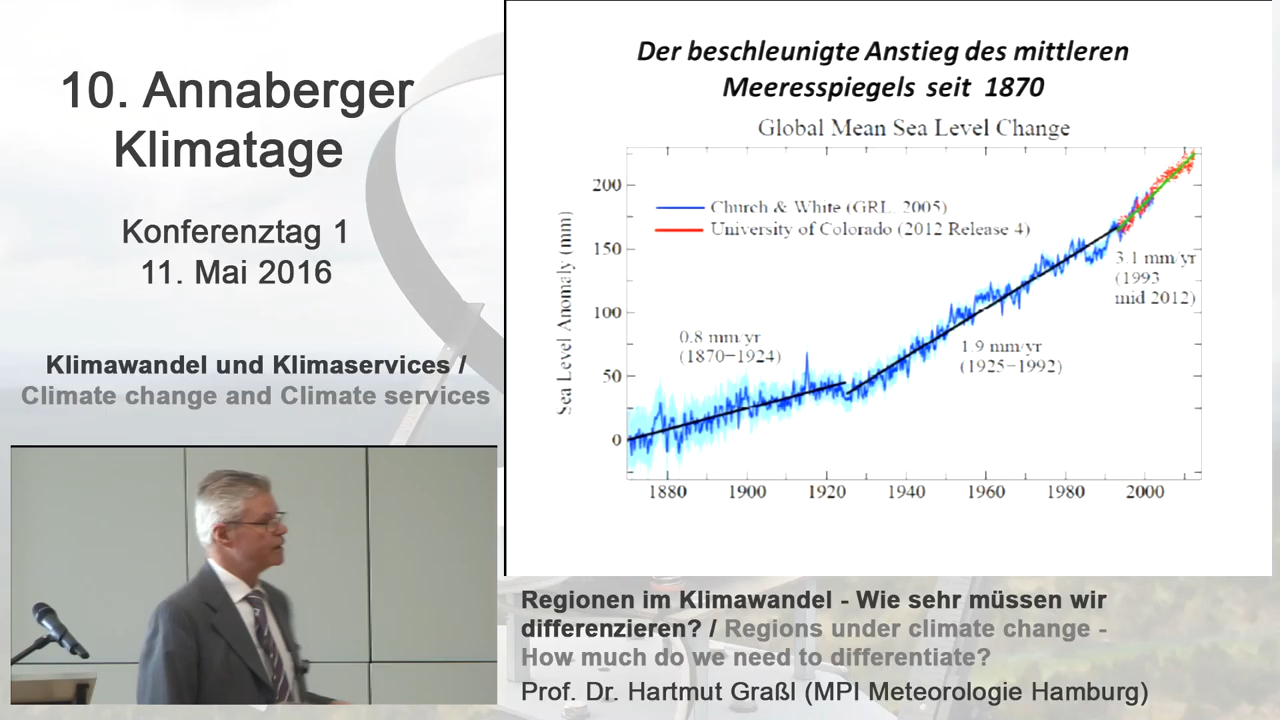 10. Annaberger
Klimatage
Konferenztag 1
11. Mai 2016
Klimawandel und Klimaservices /
Climate change and Climate services
Der beschleunigte Anstieg des mittleren
Meeresspiegels seit 1870
Global Mean Sea Level Change
Sea Level Anomaly (mm)
200
150
100
50
0
Church & White (GRL, 2005)
University of Colorado (2012 Release 4)
0.8 mm/yr
(1870−1924)
1.9 mm/yr
(1925−1992)
3.1 mm/yr
(1993
mid 2012)
1880 1900 1920 1940 1960 1980 2000
Regionen im Klimawandel - Wie sehr müssen wir
differenzieren? / Regions under climate change -
How much do we need to differentiate?
Prof. Dr. Hartmut Graßl (MPI Meteorologie Hamburg)